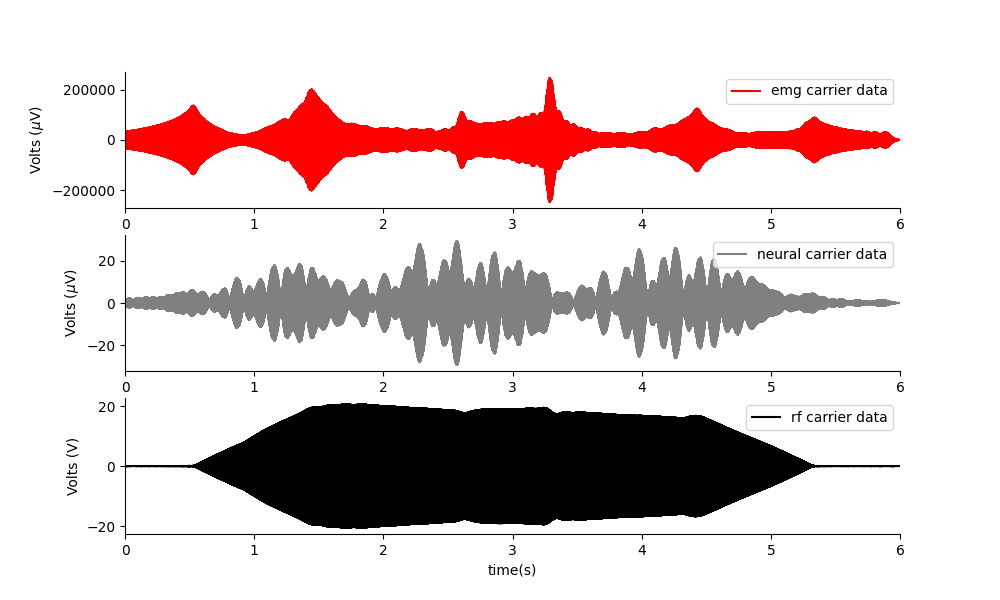 Volts (μV)
200000
0
−200000
emg carrier data
0 1 2 3 4 5 6
Volts (μV)
20
0
−20
neural carrier data
0 1 2 3 4 5 6
Volts (V)
20
0
−20
rf carrier data
0 1 2 3 4 5 6
time(s)